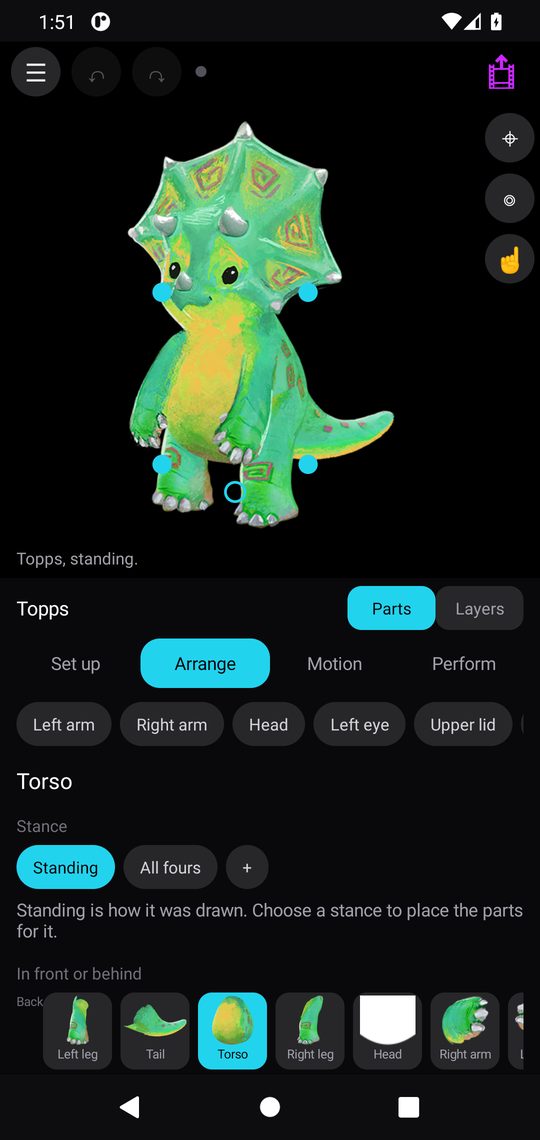 1:51
Topps, standing.
Topps
Parts
Layers
Set up
Arrange
Motion
Perform
Left arm
Right arm
Head
Left eye
Upper lid
Torso
Stance
Standing
All fours
+
Standing is how it was drawn. Choose a stance to place the parts
for it.
In front or behind
Back
Left leg
Tail
Torso
Right leg
Head
Right arm